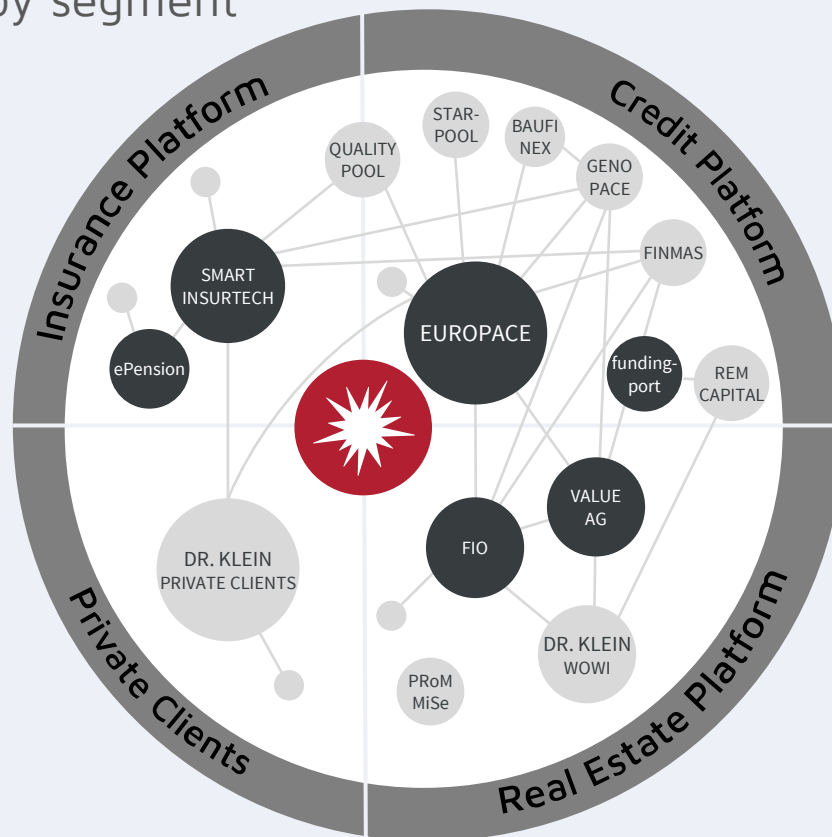 by segment
Insurance Platform
Credit Platform
STAR-
POOL
BAUFI
NEX
QUALITY
POOL
GENO
PACE
FINMAS
SMART
INSURTECH
EUROPACE
ePension
funding-
port
REM
CAPITAL
VALUE
AG
FIO
DR. KLEIN
PRIVATE CLIENTS
DR. KLEIN
WOWI
PRoM
MiSe
Private Clients
Real Estate Platform